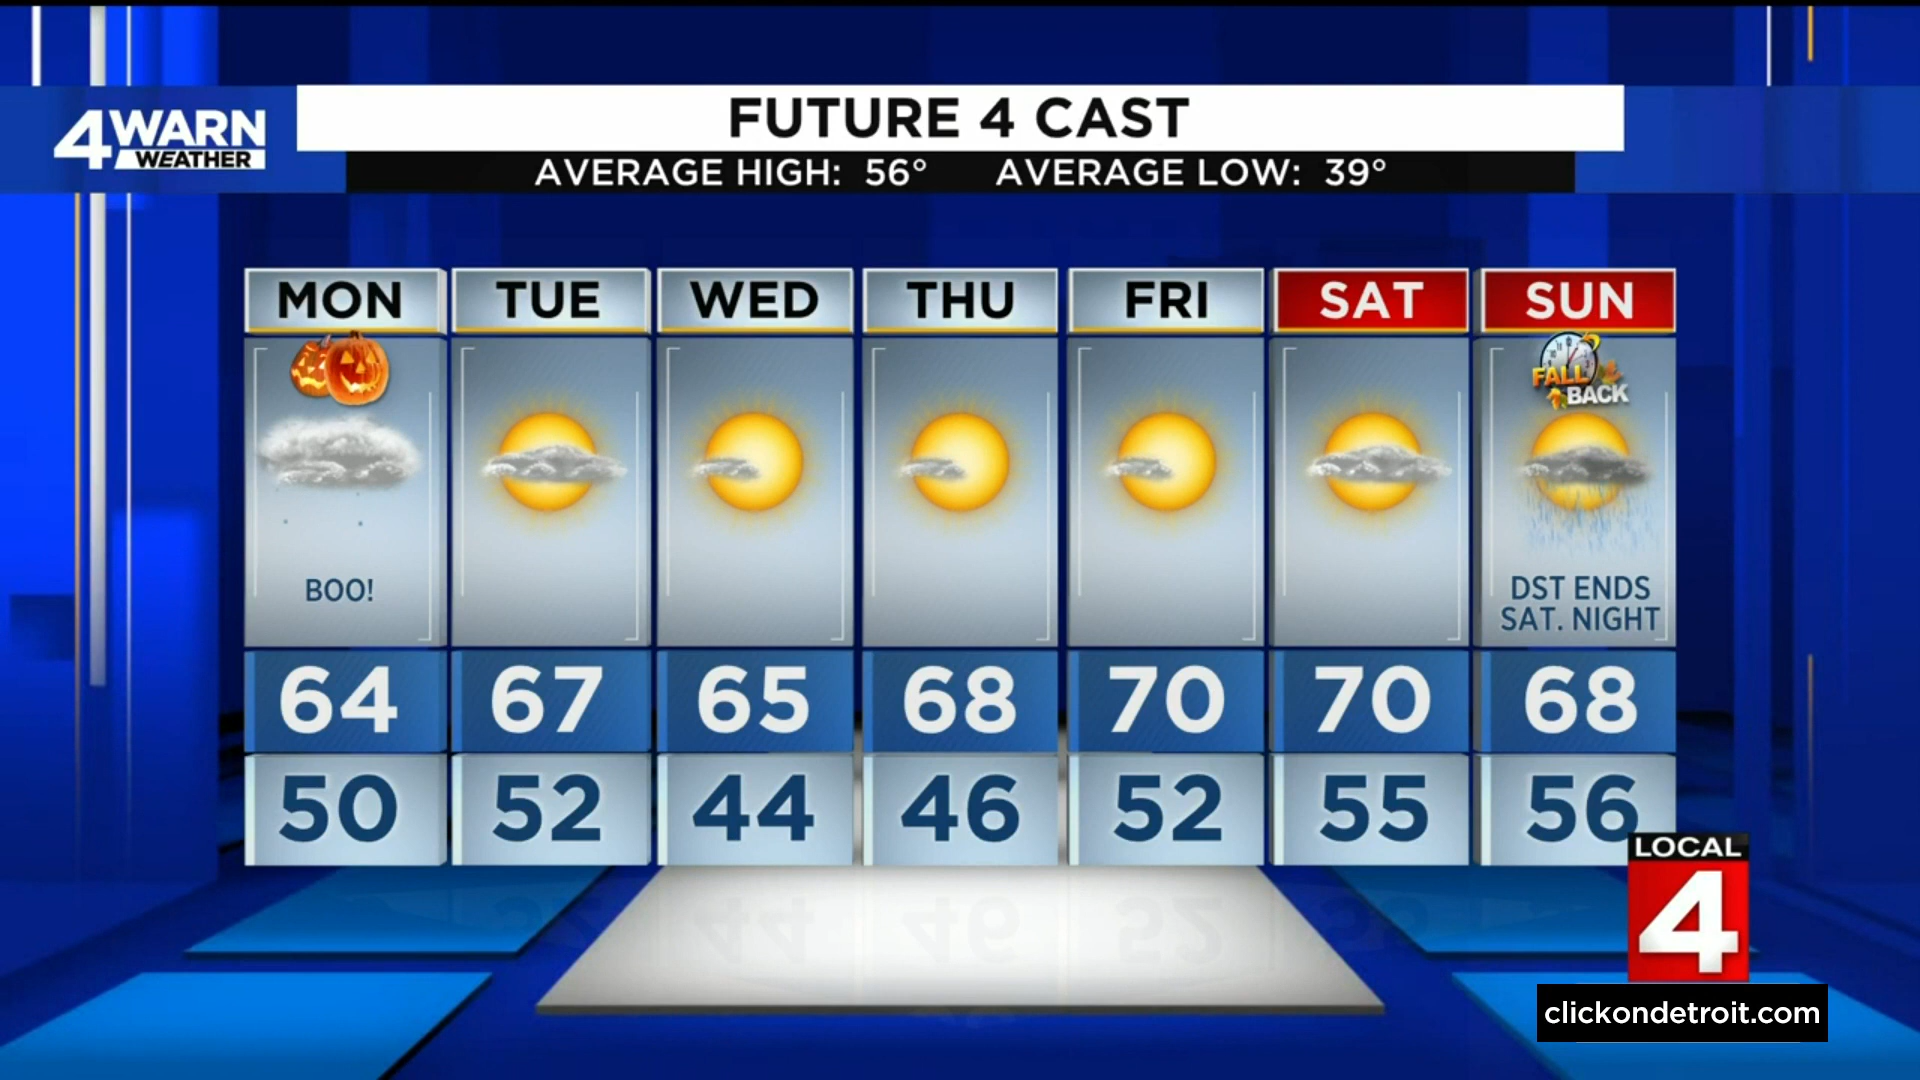 4WARN
WEATHER
FUTURE 4 CAST
AVERAGE HIGH: 56° AVERAGE LOW: 39°
MON TUE WED THU FRI SAT SUN
FALL
BACK
BOO!
DST ENDS
SAT. NIGHT
64 67 65 68 70 70 68
50 52 44 46 52 55 56
LOCAL
4
clickondetroit.com